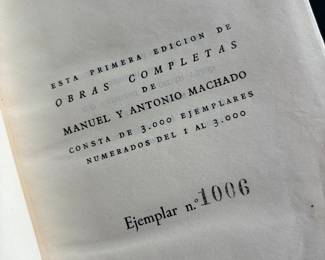 ESTA PRIMERA EDICION DE
OBRAS COMPLETAS
DE
MANUEL Y ANTONIO MACHADO
CONSTA DE 3.000 EJEMPLARES
NUMERADOS DEL 1 AL 3.000
Ejemplar n.º 1006